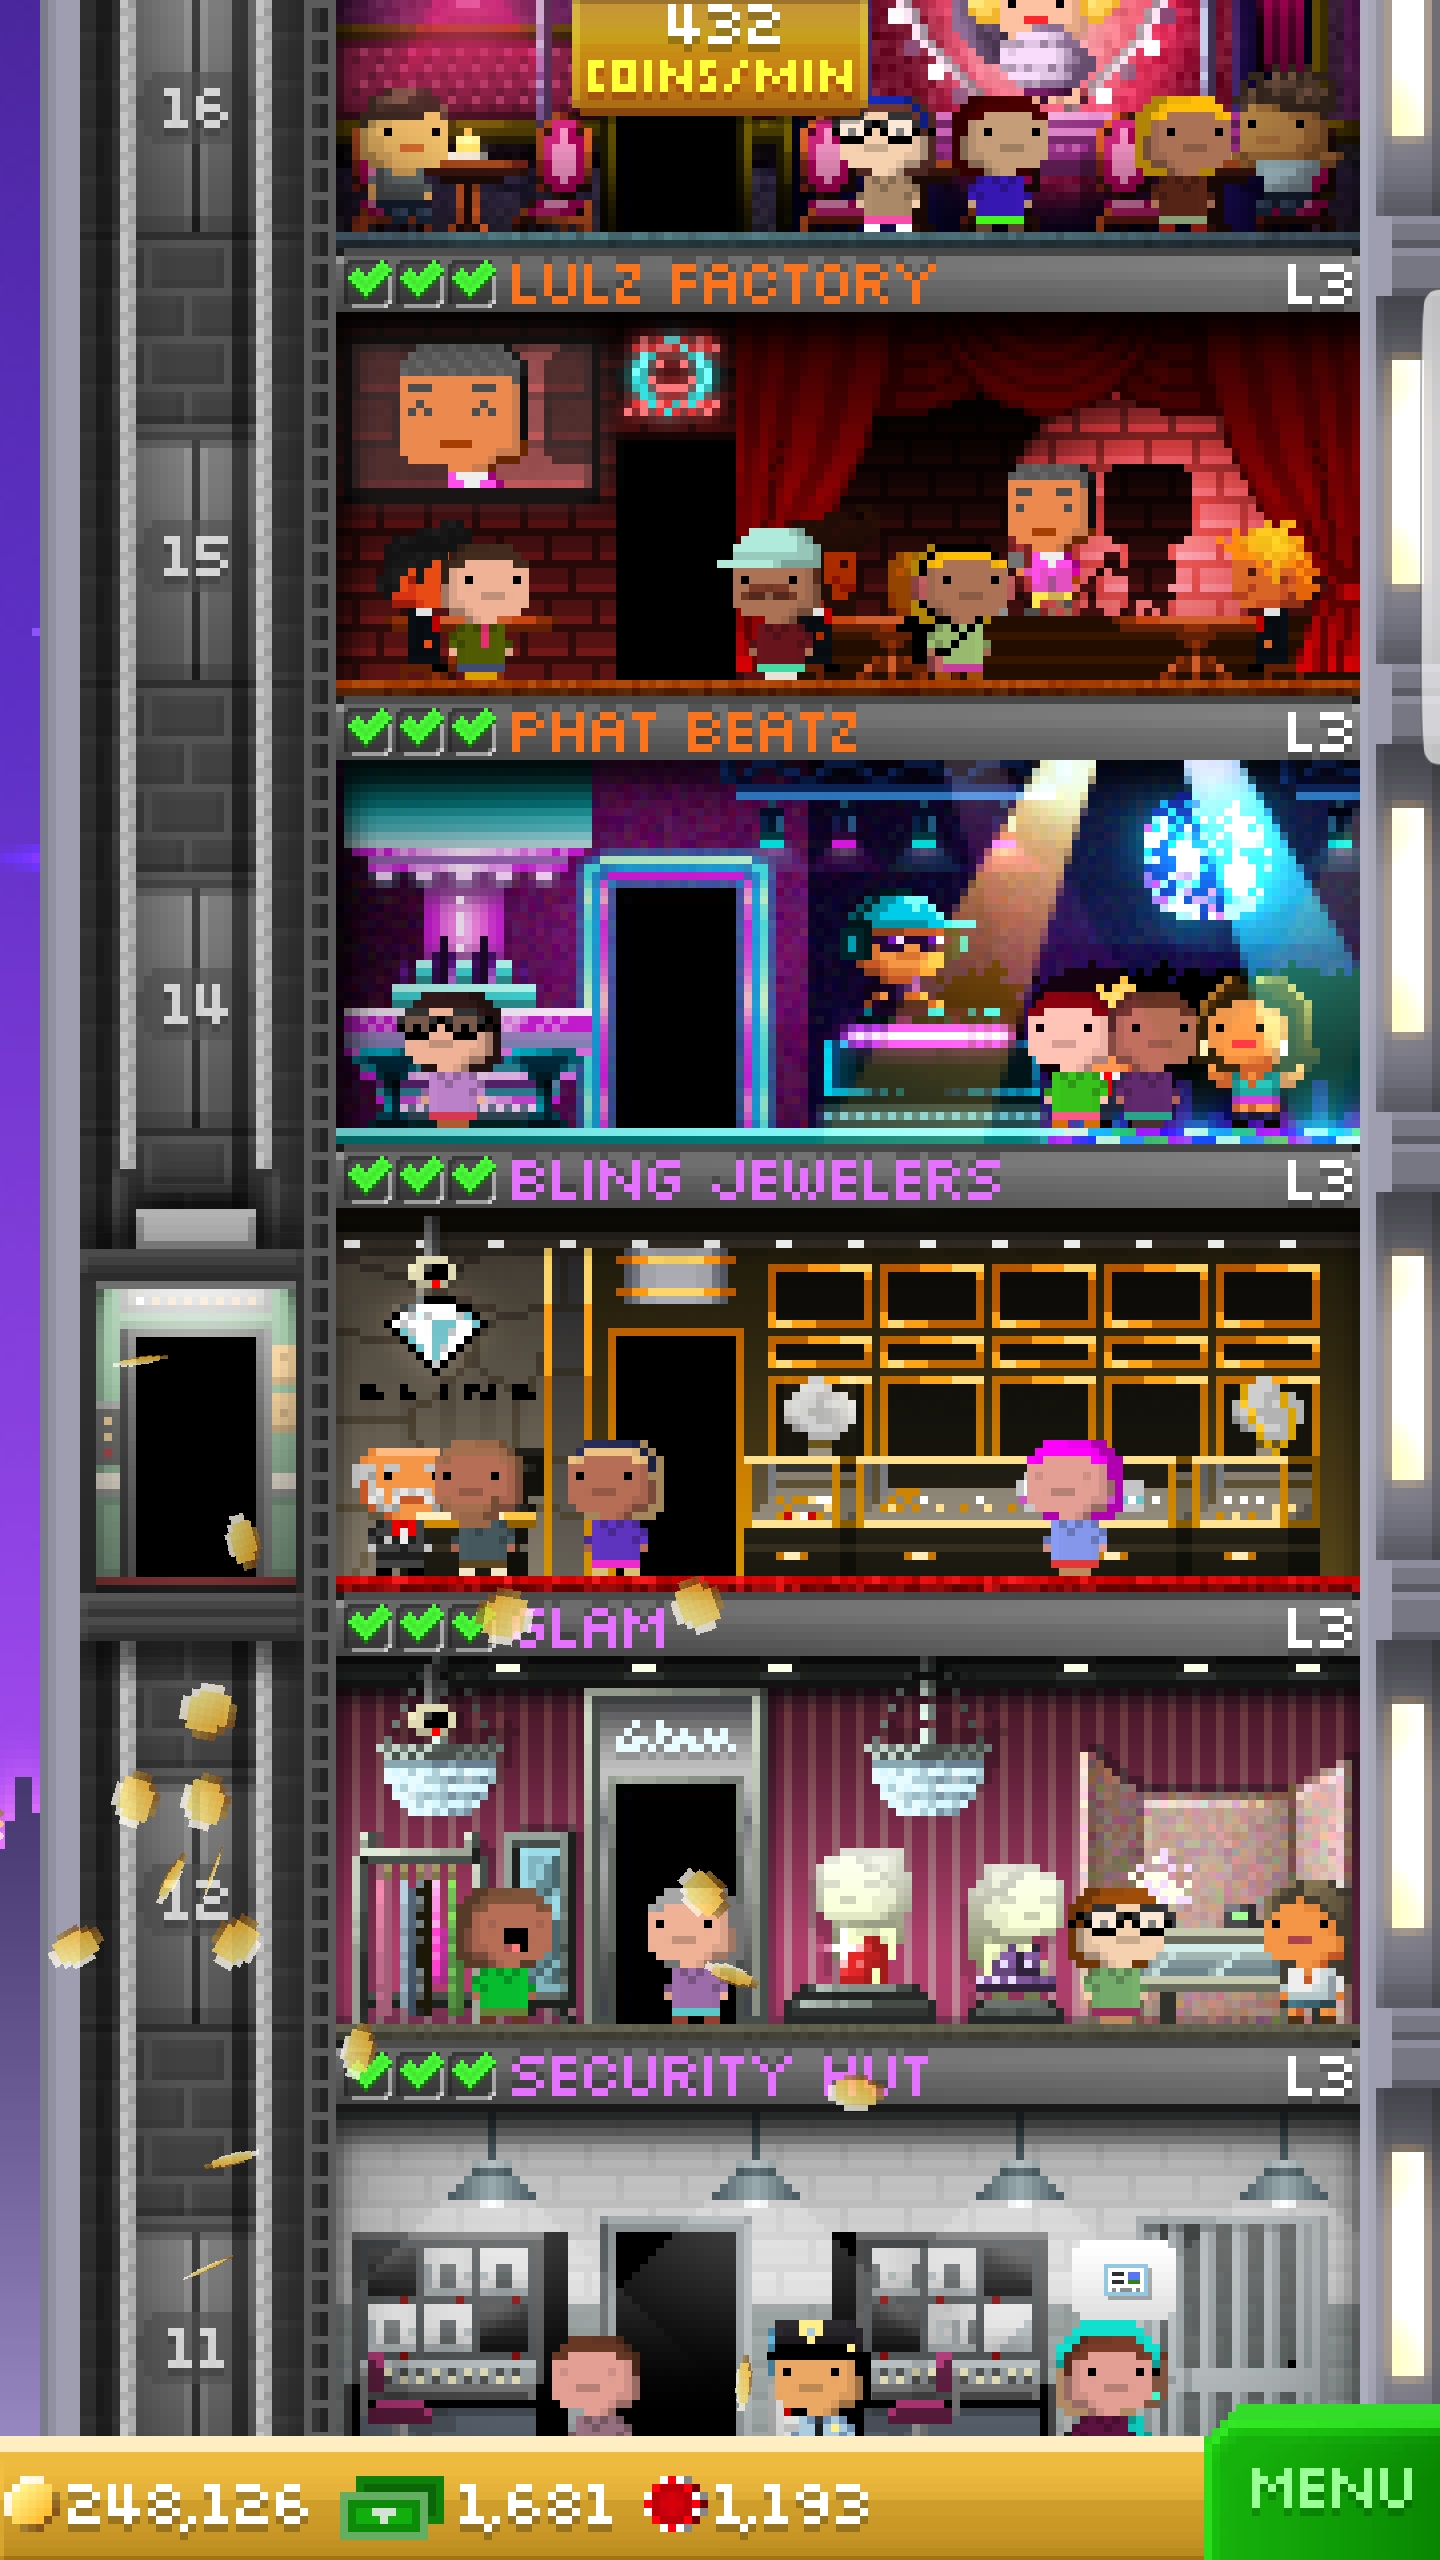 432
COINS/MIN
16
LULZ FACTORY L3
15
PHAT BEATZ L3
14
BLING JEWELERS L3
BLING
GLAM L3
Glam
12
SECURITY HUT L3
11
248,126 1,681 1,193 MENU